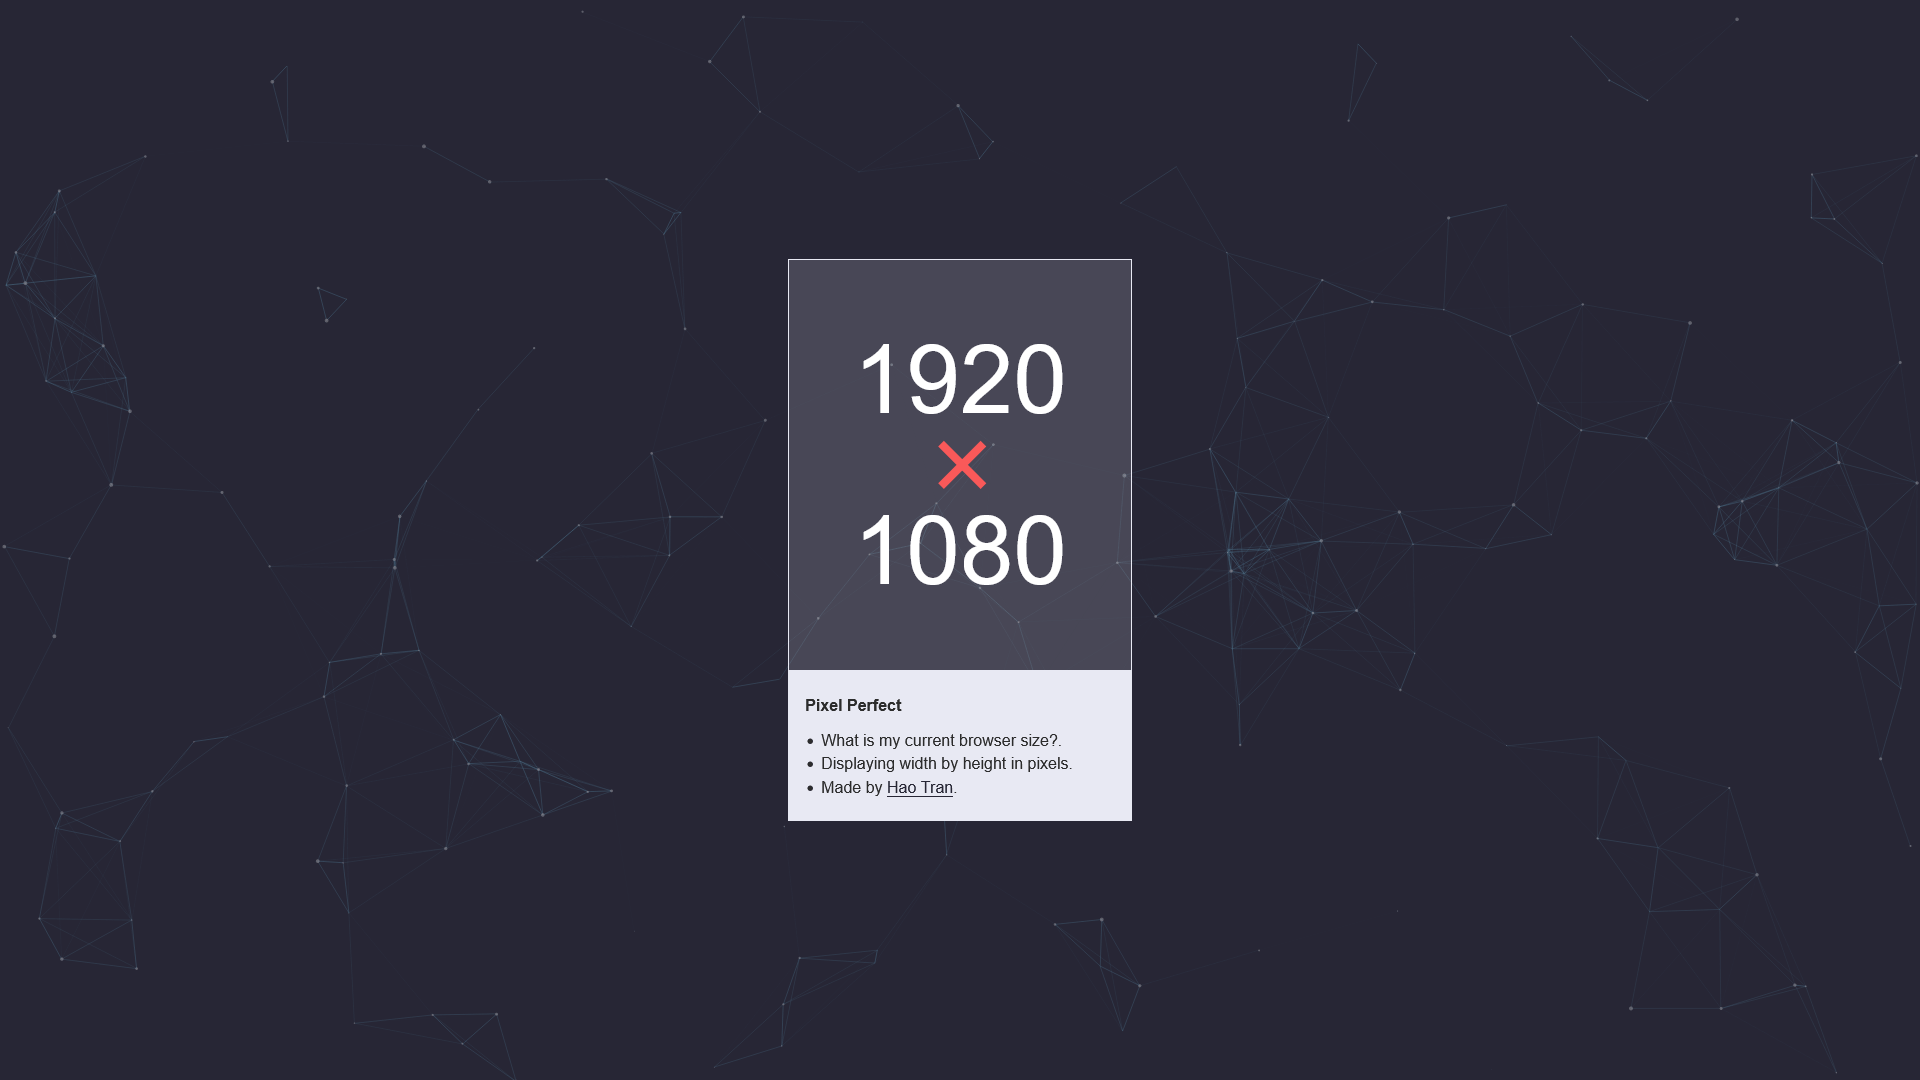 1920
×
1080
Pixel Perfect
• What is my current browser size?.
• Displaying width by height in pixels.
• Made by Hao Tran.